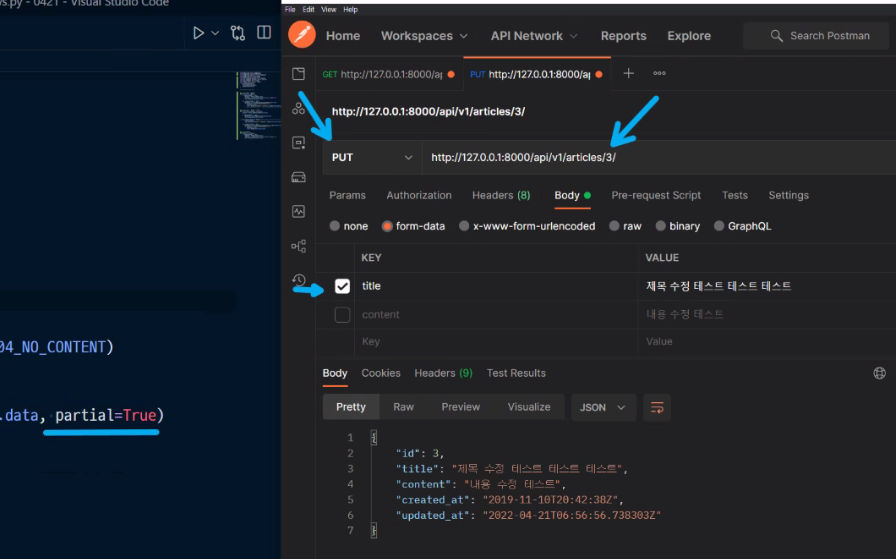 vs.py - 0421 - Visual Studio Code
04_NO_CONTENT)
.data, partial=True)
File Edit View Help
Home Workspaces API Network Reports Explore Search Postman
GET http://127.0.0.1:8000/a PUT http://127.0.0.1:8000/a
http://127.0.0.1:8000/api/v1/articles/3/
PUT http://127.0.0.1:8000/api/v1/articles/3/
Params Authorization Headers (8) Body Pre-request Script Tests Settings
none form-data x-www-form-urlencoded raw binary GraphQL
KEY VALUE
title 제목 수정 테스트 테스트 테스트
content 내용 수정 테스트
Key Value
Body Cookies Headers (9) Test Results
Pretty Raw Preview Visualize JSON
1 {
2 "id": 3,
3 "title": "제목 수정 테스트 테스트 테스트",
4 "content": "내용 수정 테스트",
5 "created_at": "2019-11-10T20:42:38Z",
6 "updated_at": "2022-04-21T06:56:56.738303Z"
7 }